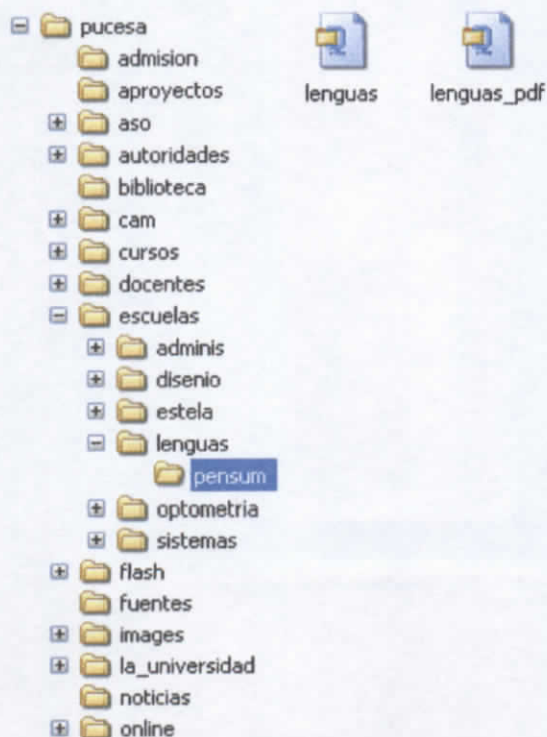 pucesa
admision
aproyectos
aso
autoridades
biblioteca
cam
cursos
docentes
escuelas
adminis
disenio
estela
lenguas
pensum
optometria
sistemas
flash
fuentes
images
la_universidad
noticias
online
lenguas
lenguas_pdf